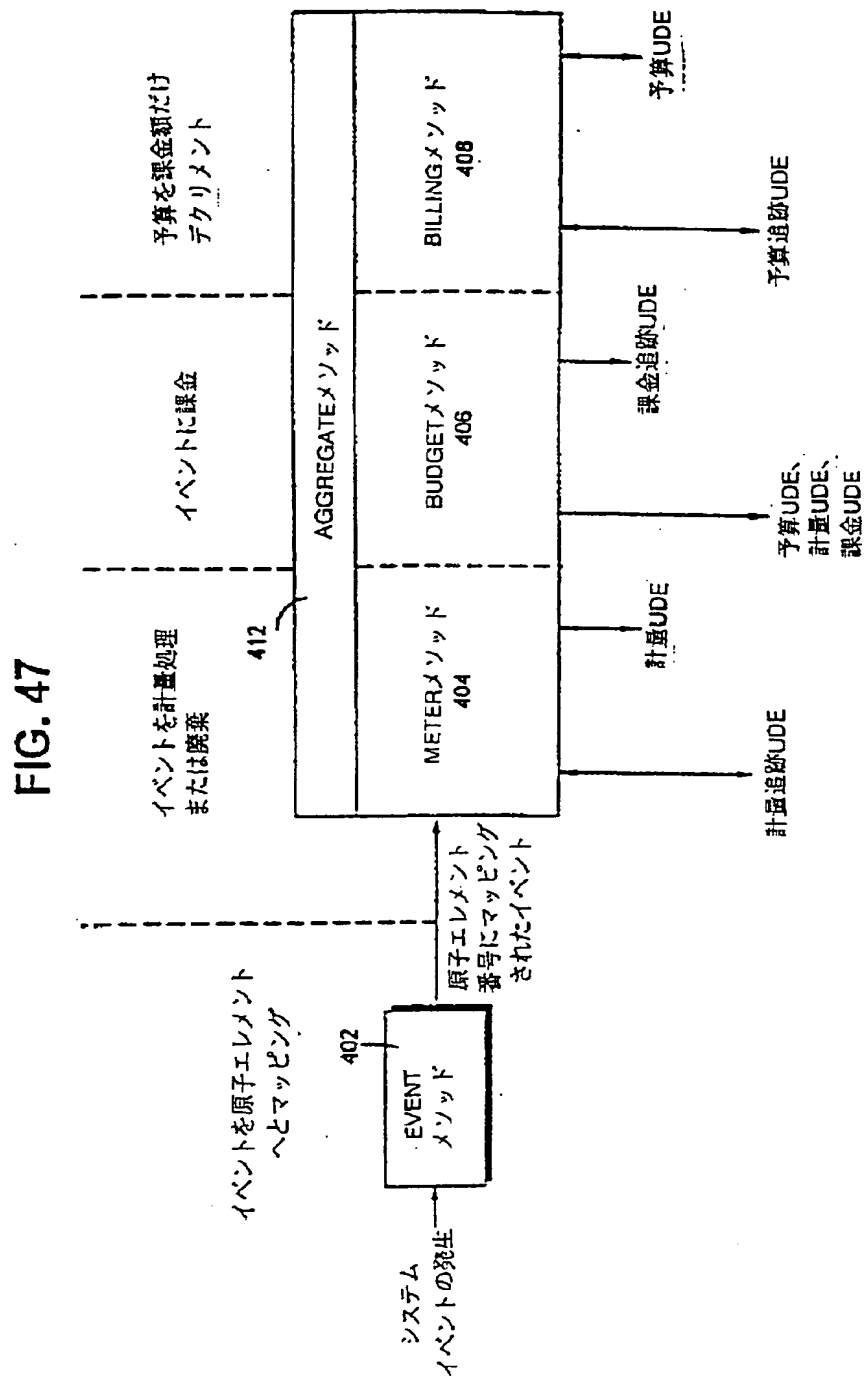 FIG. 47
イベントを原子エレメント
へとマッピング
イベントを計量処理
または廃棄
イベントに課金
予算を課金額だけ
デクリメント
システム
イベントの発生
402
EVENT
メソッド
原子エレメント
番号にマッピング
されたイベント
412
AGGREGATEメソッド
METERメソッド
404
BUDGETメソッド
406
BILLINGメソッド
408
計量追跡UDE
計量UDE
予算UDE、
計量UDE、
課金UDE
課金追跡UDE
予算追跡UDE
予算UDE